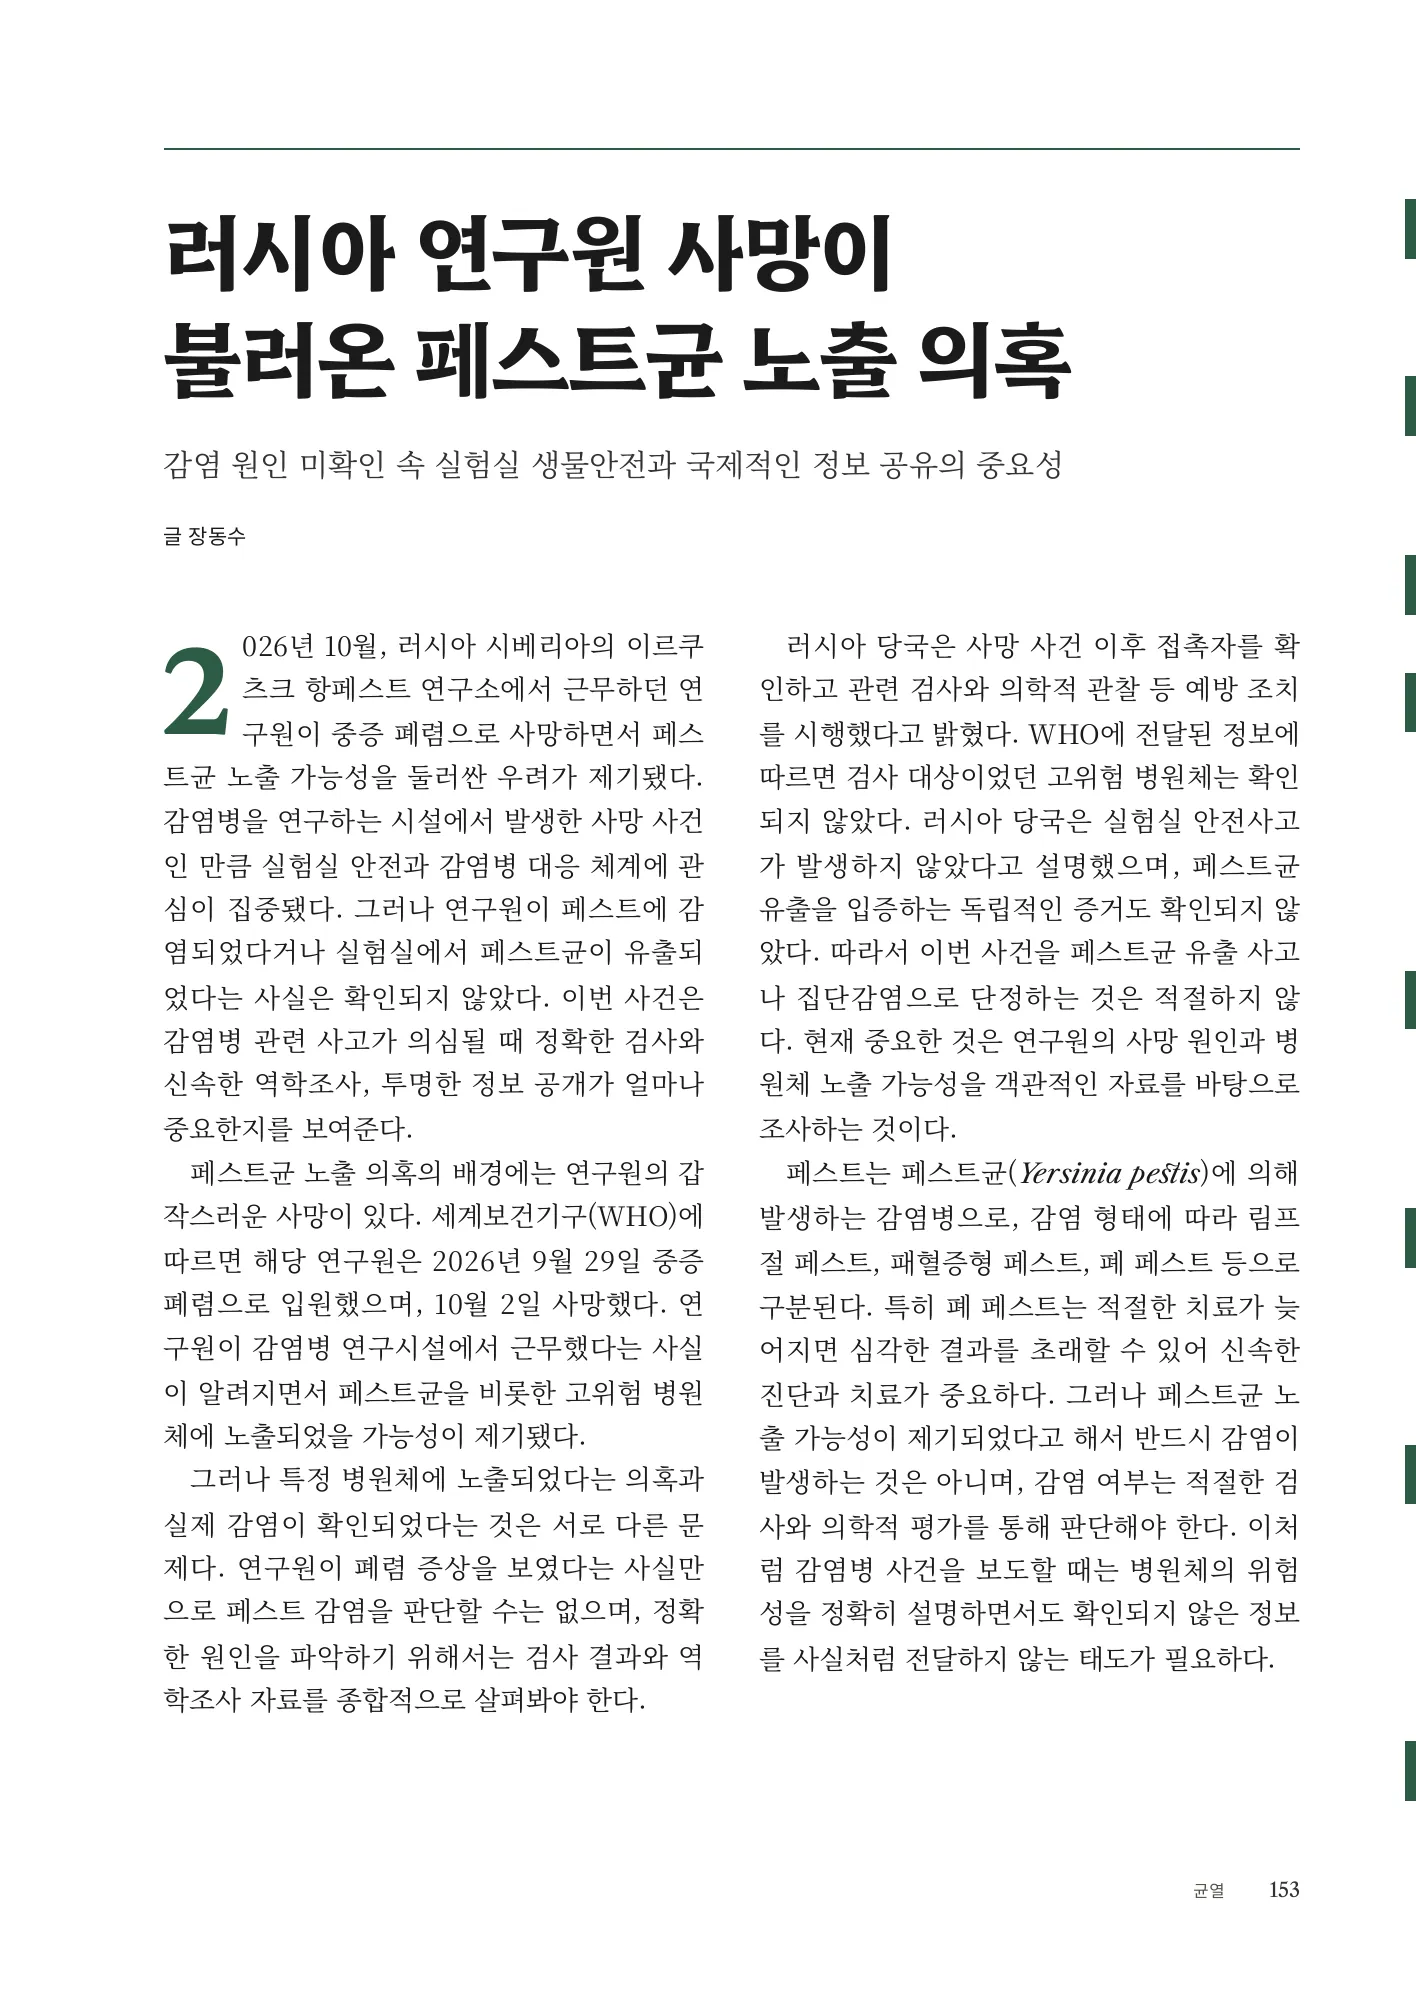 러시아 연구원 사망이
불러온 페스트균 노출 의혹
감염 원인 미확인 속 실험실 생물안전과 국제적인 정보 공유의 중요성
글 장동수
2026년 10월, 러시아 시베리아의 이르쿠
츠크 항페스트 연구소에서 근무하던 연
구원이 중증 폐렴으로 사망하면서 페스
트균 노출 가능성을 둘러싼 우려가 제기됐다.
감염병을 연구하는 시설에서 발생한 사망 사건
인 만큼 실험실 안전과 감염병 대응 체계에 관
심이 집중됐다. 그러나 연구원이 페스트에 감
염되었다거나 실험실에서 페스트균이 유출되
었다는 사실은 확인되지 않았다. 이번 사건은
감염병 관련 사고가 의심될 때 정확한 검사와
신속한 역학조사, 투명한 정보 공개가 얼마나
중요한지를 보여준다.
페스트균 노출 의혹의 배경에는 연구원의 갑
작스러운 사망이 있다. 세계보건기구(WHO)에
따르면 해당 연구원은 2026년 9월 29일 중증
폐렴으로 입원했으며, 10월 2일 사망했다. 연
구원이 감염병 연구시설에서 근무했다는 사실
이 알려지면서 페스트균을 비롯한 고위험 병원
체에 노출되었을 가능성이 제기됐다.
그러나 특정 병원체에 노출되었다는 의혹과
실제 감염이 확인되었다는 것은 서로 다른 문
제다. 연구원이 폐렴 증상을 보였다는 사실만
으로 페스트 감염을 판단할 수는 없으며, 정확
한 원인을 파악하기 위해서는 검사 결과와 역
학조사 자료를 종합적으로 살펴봐야 한다.
러시아 당국은 사망 사건 이후 접촉자를 확
인하고 관련 검사와 의학적 관찰 등 예방 조치
를 시행했다고 밝혔다. WHO에 전달된 정보에
따르면 검사 대상이었던 고위험 병원체는 확인
되지 않았다. 러시아 당국은 실험실 안전사고
가 발생하지 않았다고 설명했으며, 페스트균
유출을 입증하는 독립적인 증거도 확인되지 않
았다. 따라서 이번 사건을 페스트균 유출 사고
나 집단감염으로 단정하는 것은 적절하지 않
다. 현재 중요한 것은 연구원의 사망 원인과 병
원체 노출 가능성을 객관적인 자료를 바탕으로
조사하는 것이다.
페스트는 페스트균(Yersinia pestis)에 의해
발생하는 감염병으로, 감염 형태에 따라 림프
절 페스트, 패혈증형 페스트, 폐 페스트 등으로
구분된다. 특히 폐 페스트는 적절한 치료가 늦
어지면 심각한 결과를 초래할 수 있어 신속한
진단과 치료가 중요하다. 그러나 페스트균 노
출 가능성이 제기되었다고 해서 반드시 감염이
발생하는 것은 아니며, 감염 여부는 적절한 검
사와 의학적 평가를 통해 판단해야 한다. 이처
럼 감염병 사건을 보도할 때는 병원체의 위험
성을 정확히 설명하면서도 확인되지 않은 정보
를 사실처럼 전달하지 않는 태도가 필요하다.
균열 153